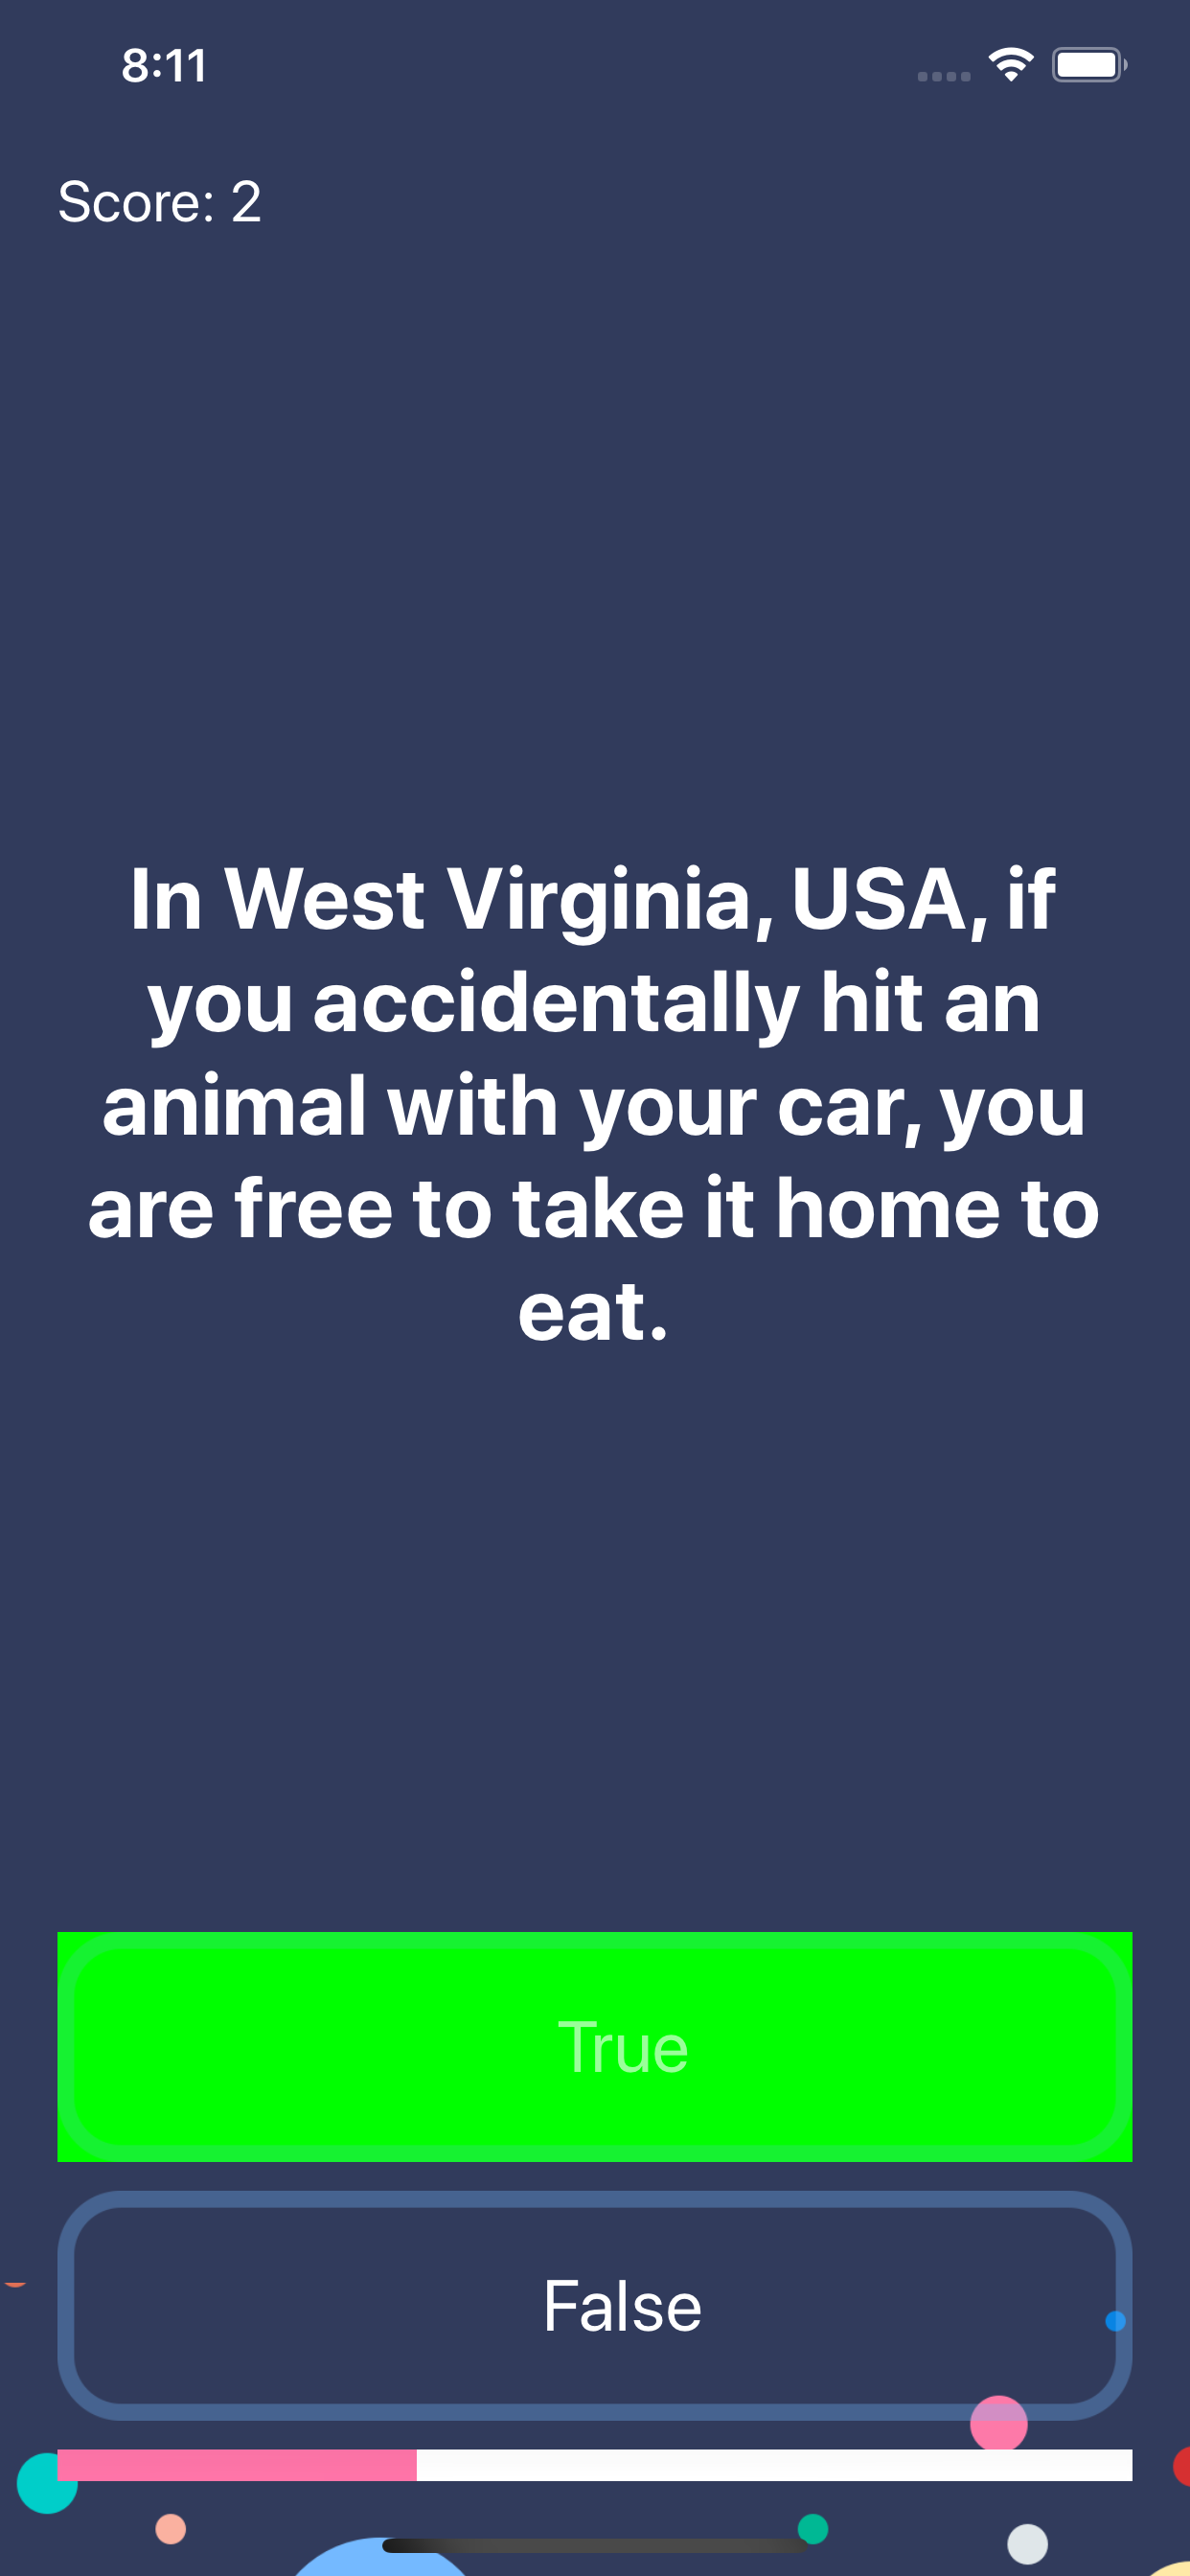 8:11
Score: 2
In West Virginia, USA, if
you accidentally hit an
animal with your car, you
are free to take it home to
eat.
True
False